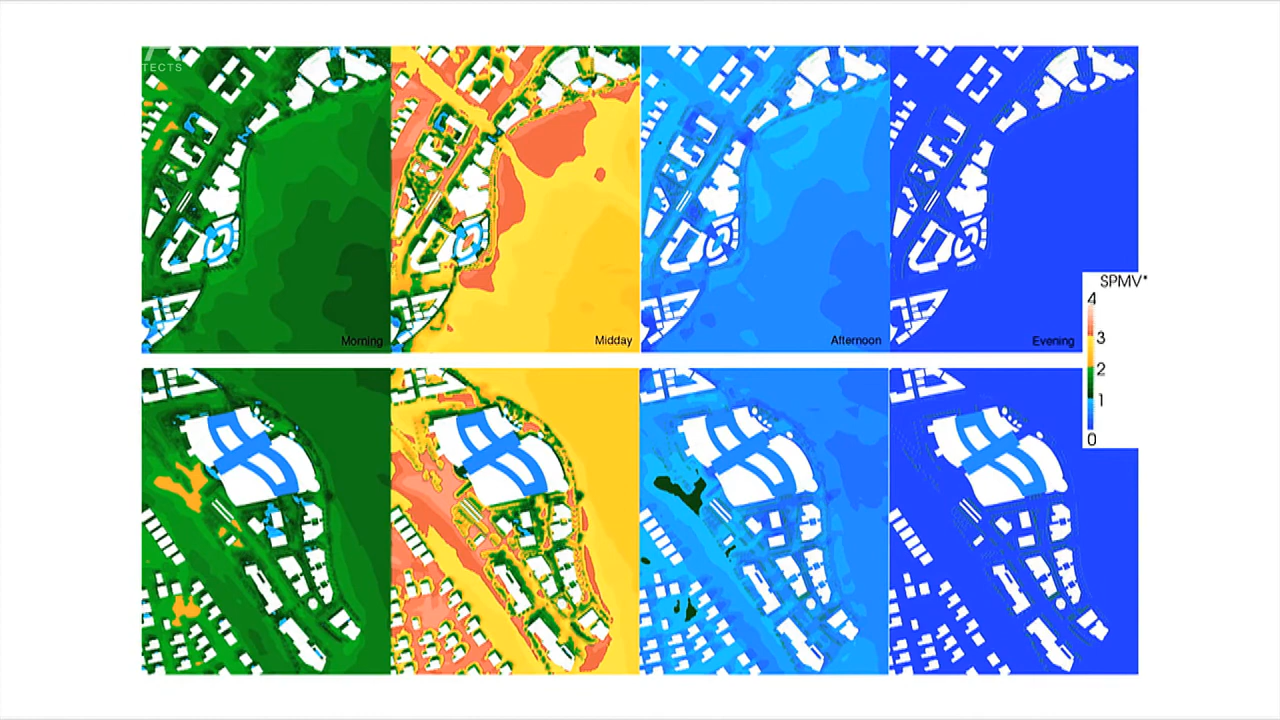 TECTS
Morning
Midday
Afternoon
Evening
SPMV*
4
3
2
1
0